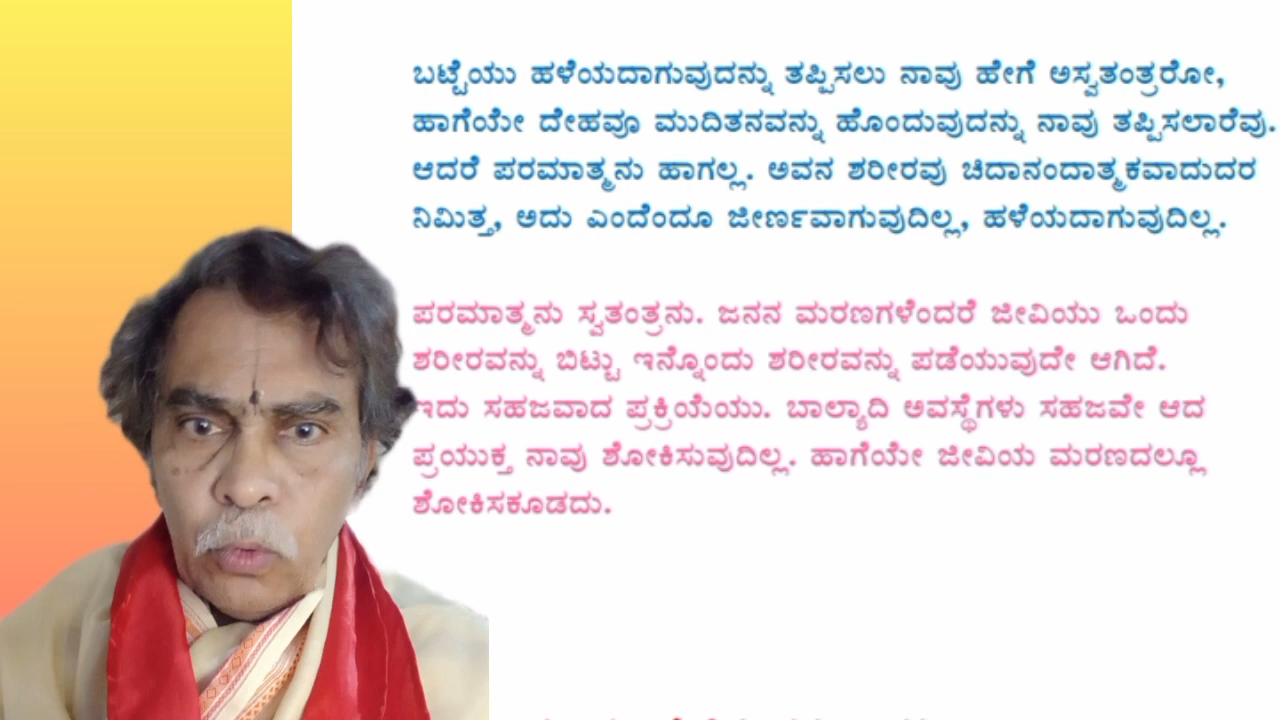 ಬಟ್ಟೆಯು ಹಳೆಯದಾಗುವುದನ್ನು ತಪ್ಪಿಸಲು ನಾವು ಹೇಗೆ ಅಸ್ವತಂತ್ರರೋ,
ಹಾಗೆಯೇ ದೇಹವೂ ಮುದಿತನವನ್ನು ಹೊಂದುವುದನ್ನು ನಾವು ತಪ್ಪಿಸಲಾರೆವು.
ಆದರೆ ಪರಮಾತ್ಮನು ಹಾಗಲ್ಲ. ಅವನ ಶರೀರವು ಚಿದಾನಂದಾತ್ಮಕವಾದುದರ
ನಿಮಿತ್ತ, ಅದು ಎಂದೆಂದೂ ಜೀರ್ಣವಾಗುವುದಿಲ್ಲ, ಹಳೆಯದಾಗುವುದಿಲ್ಲ.
ಪರಮಾತ್ಮನು ಸ್ವತಂತ್ರನು. ಜನನ ಮರಣಗಳೆಂದರೆ ಜೀವಿಯು ಒಂದು
ಶರೀರವನ್ನು ಬಿಟ್ಟು ಇನ್ನೊಂದು ಶರೀರವನ್ನು ಪಡೆಯುವುದೇ ಆಗಿದೆ.
ಇದು ಸಹಜವಾದ ಪ್ರಕ್ರಿಯೆಯು. ಬಾಲ್ಯಾದಿ ಅವಸ್ಥೆಗಳು ಸಹಜವೇ ಆದ
ಪ್ರಯುಕ್ತ ನಾವು ಶೋಕಿಸುವುದಿಲ್ಲ. ಹಾಗೆಯೇ ಜೀವಿಯ ಮರಣದಲ್ಲೂ
ಶೋಕಿಸಕೂಡದು.